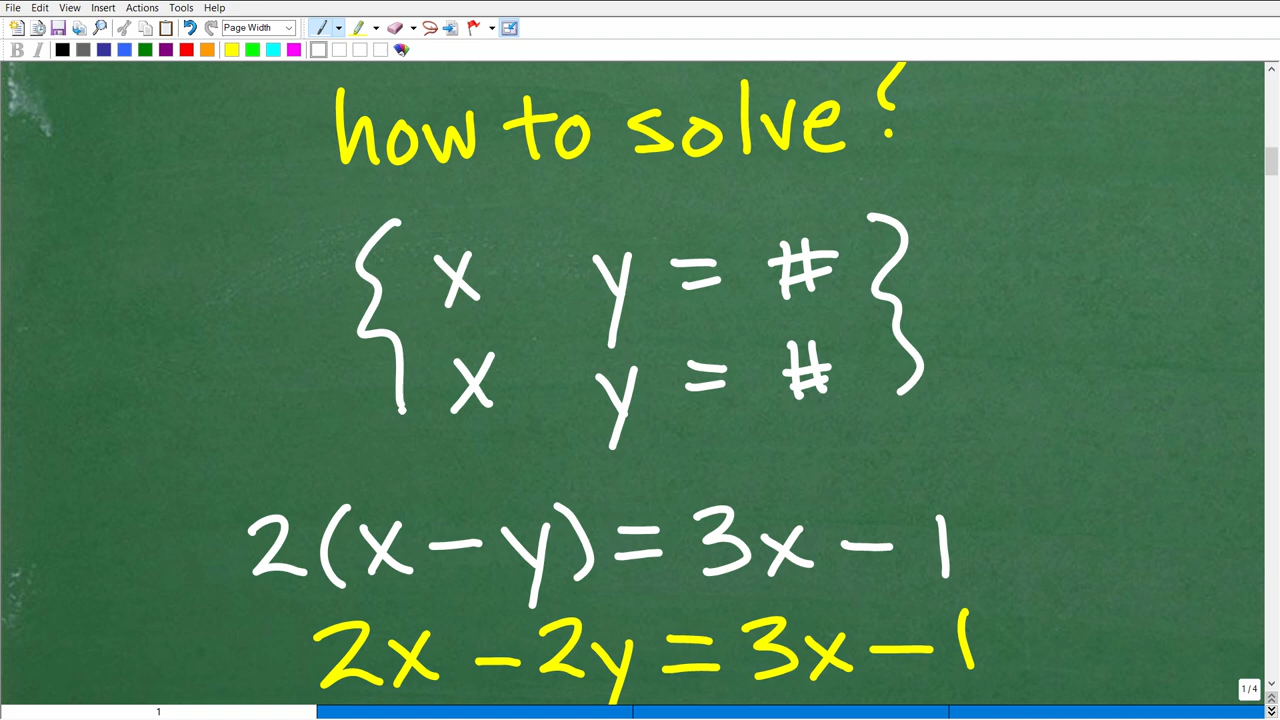 File Edit View Insert Actions Tools Help
Page Width
B I
how to solve?
x y = #
x y = #
2(x-y)=3x-1
2x-2y=3x-1
1/4
1